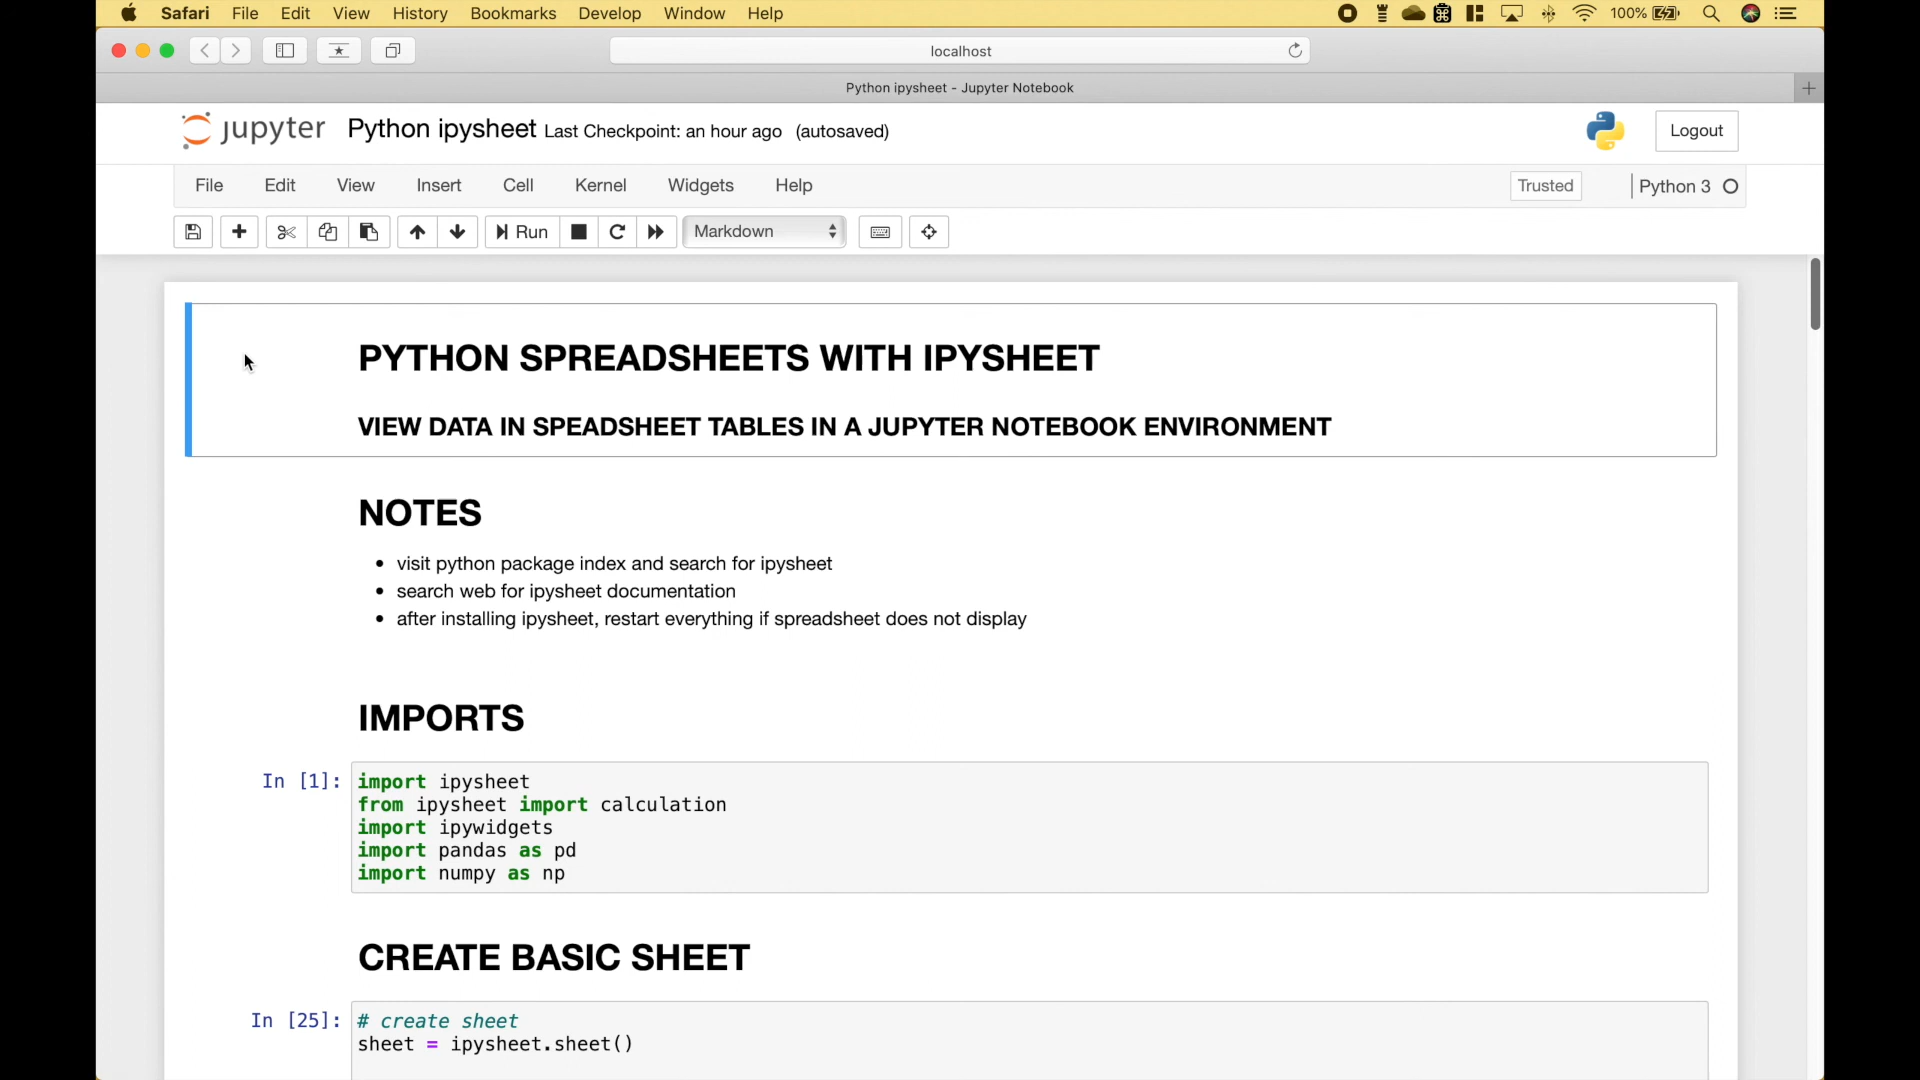 Safari File Edit View History Bookmarks Develop Window Help 100%
localhost
Python ipysheet - Jupyter Notebook
jupyter Python ipysheet Last Checkpoint: an hour ago (autosaved) Logout
File Edit View Insert Cell Kernel Widgets Help Trusted Python 3
Run Markdown
PYTHON SPREADSHEETS WITH IPYSHEET
VIEW DATA IN SPEADSHEET TABLES IN A JUPYTER NOTEBOOK ENVIRONMENT
NOTES
• visit python package index and search for ipysheet
• search web for ipysheet documentation
• after installing ipysheet, restart everything if spreadsheet does not display
IMPORTS
In [1]: import ipysheet
from ipysheet import calculation
import ipywidgets
import pandas as pd
import numpy as np
CREATE BASIC SHEET
In [25]: # create sheet
sheet = ipysheet.sheet()